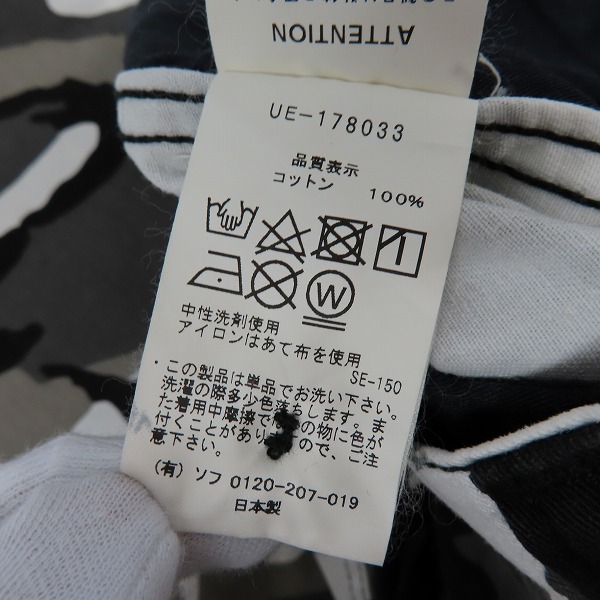 ATTENTION
UE-178033
品質表示
コットン 100%
W
中性洗剤使用
アイロンはあて布を使用
SE-150
・この製品は単品でお洗い下さい。
洗濯の際多少色落ちします。ま
た着用中摩擦で他の物に色が
付くことがありますので、ご注
意下さい。
(有) ソフ 0120-207-019
日本製